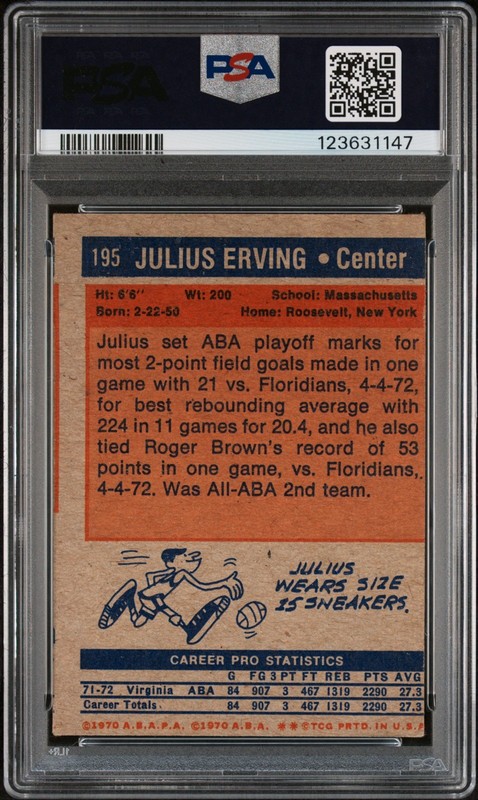 PSA
PSA
123631147
195 JULIUS ERVING • Center
Ht: 6'6" Wt: 200 School: Massachusetts
Born: 2-22-50 Home: Roosevelt, New York
Julius set ABA playoff marks for
most 2-point field goals made in one
game with 21 vs. Floridians, 4-4-72,
for best rebounding average with
224 in 11 games for 20.4, and he also
tied Roger Brown's record of 53
points in one game, vs. Floridians,
4-4-72. Was All-ABA 2nd team.
JULIUS
WEARS SIZE
15 SNEAKERS.
CAREER PRO STATISTICS
G FG 3PT FT REB PTS AVG
71-72 Virginia ABA 84 907 3 467 1319 2290 27.3
Career Totals 84 907 3 467 1319 2290 27.3
©1970 A.B.A.P.A. ©1970 A.B.A. ✱✱©TCG PRTD. IN U.S.A
PSA